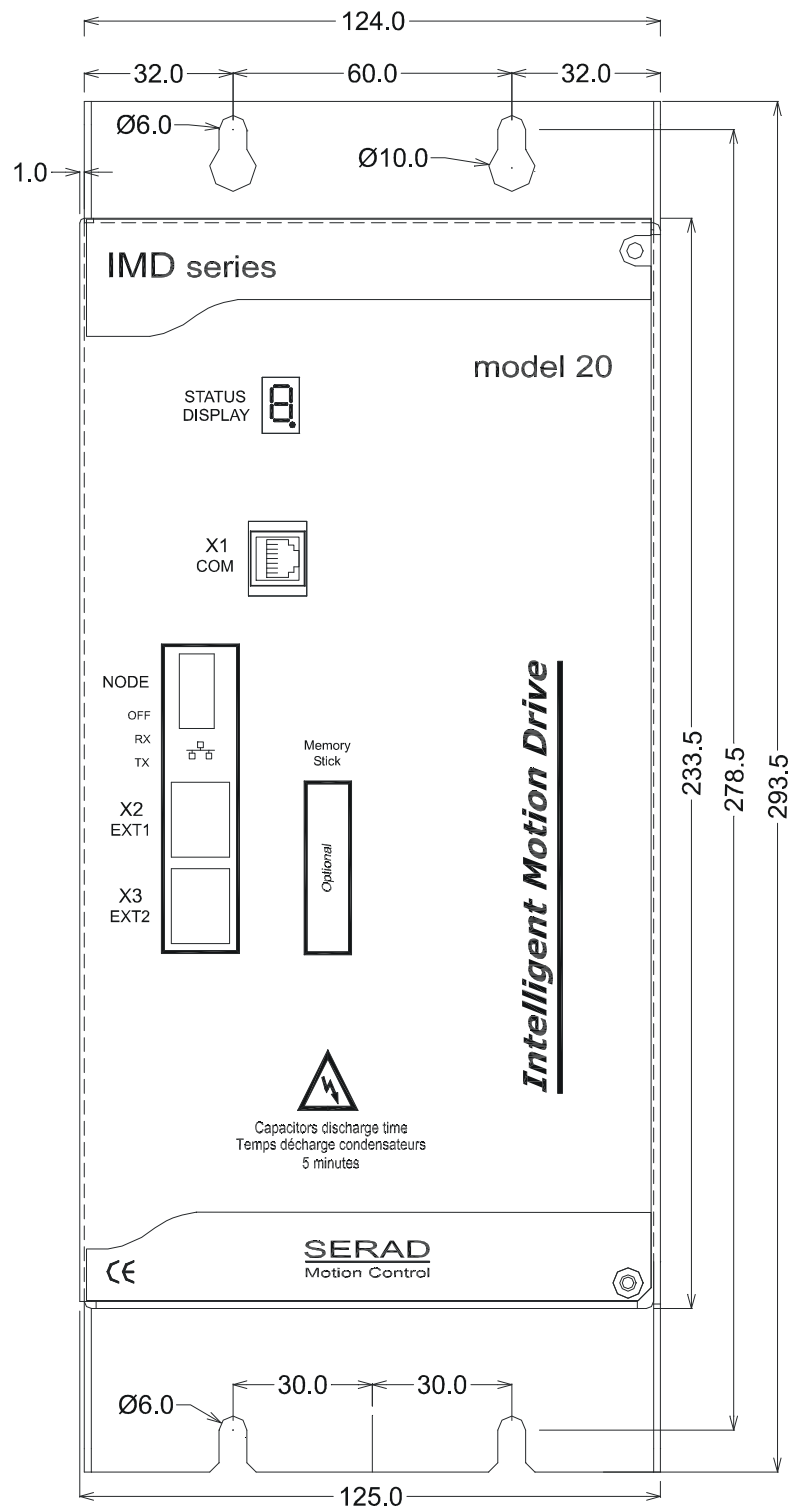 124.0
32.0
60.0
32.0
Ø6.0
Ø10.0
1.0
IMD series
model 20
STATUS
DISPLAY
8.
X1
COM
NODE
OFF
RX
TX
X2
EXT1
X3
EXT2
Memory
Stick
Optional
Intelligent Motion Drive
233.5
278.5
293.5
Capacitors discharge time
Temps décharge condensateurs
5 minutes
CE
SERAD
Motion Control
30.0
30.0
Ø6.0
125.0